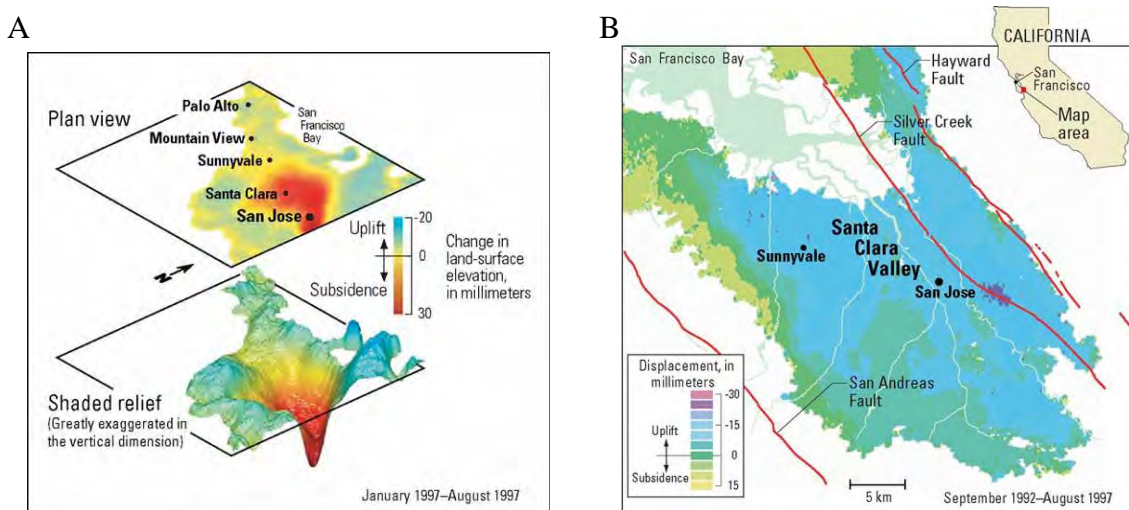 A
Plan view
Palo Alto
San
Francisco
Bay
Mountain View
Sunnyvale
Santa Clara
San Jose
N
Uplift
Subsidence
-20
0
30
Change in
land-surface
elevation,
in millimeters
Shaded relief
(Greatly exaggerated in
the vertical dimension)
January 1997–August 1997
B
San Francisco Bay
Hayward
Fault
Silver Creek
Fault
CALIFORNIA
San
Francisco
Map
area
Santa
Clara
Valley
Sunnyvale
San Jose
San Andreas
Fault
Displacement, in
millimeters
-30
-15
0
15
Uplift
Subsidence
5 km
September 1992–August 1997